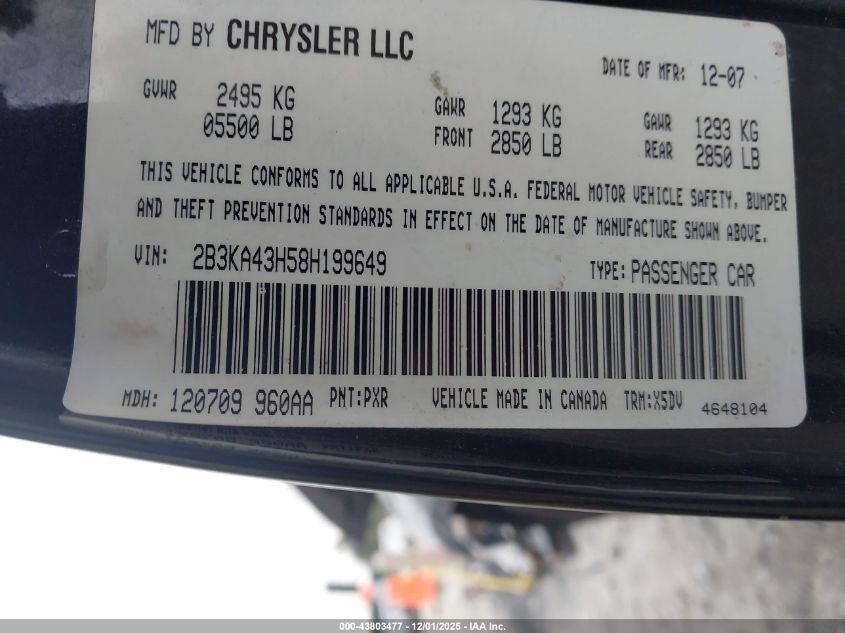 MFD BY CHRYSLER LLC
DATE OF MFR: 12-07
GVWR 2495 KG
05500 LB
GAWR FRONT 1293 KG
2850 LB
GAWR REAR 1293 KG
2850 LB
THIS VEHICLE CONFORMS TO ALL APPLICABLE U.S.A. FEDERAL MOTOR VEHICLE SAFETY, BUMPER
AND THEFT PREVENTION STANDARDS IN EFFECT ON THE DATE OF MANUFACTURE SHOWN ABOVE.
VIN: 2B3KA43H58H199649
TYPE: PASSENGER CAR
MDH: 120709 960AA PNT:PXR VEHICLE MADE IN CANADA TRM:X5DV 4648104
000-43803477 - 12/01/2025 - IAA Inc.